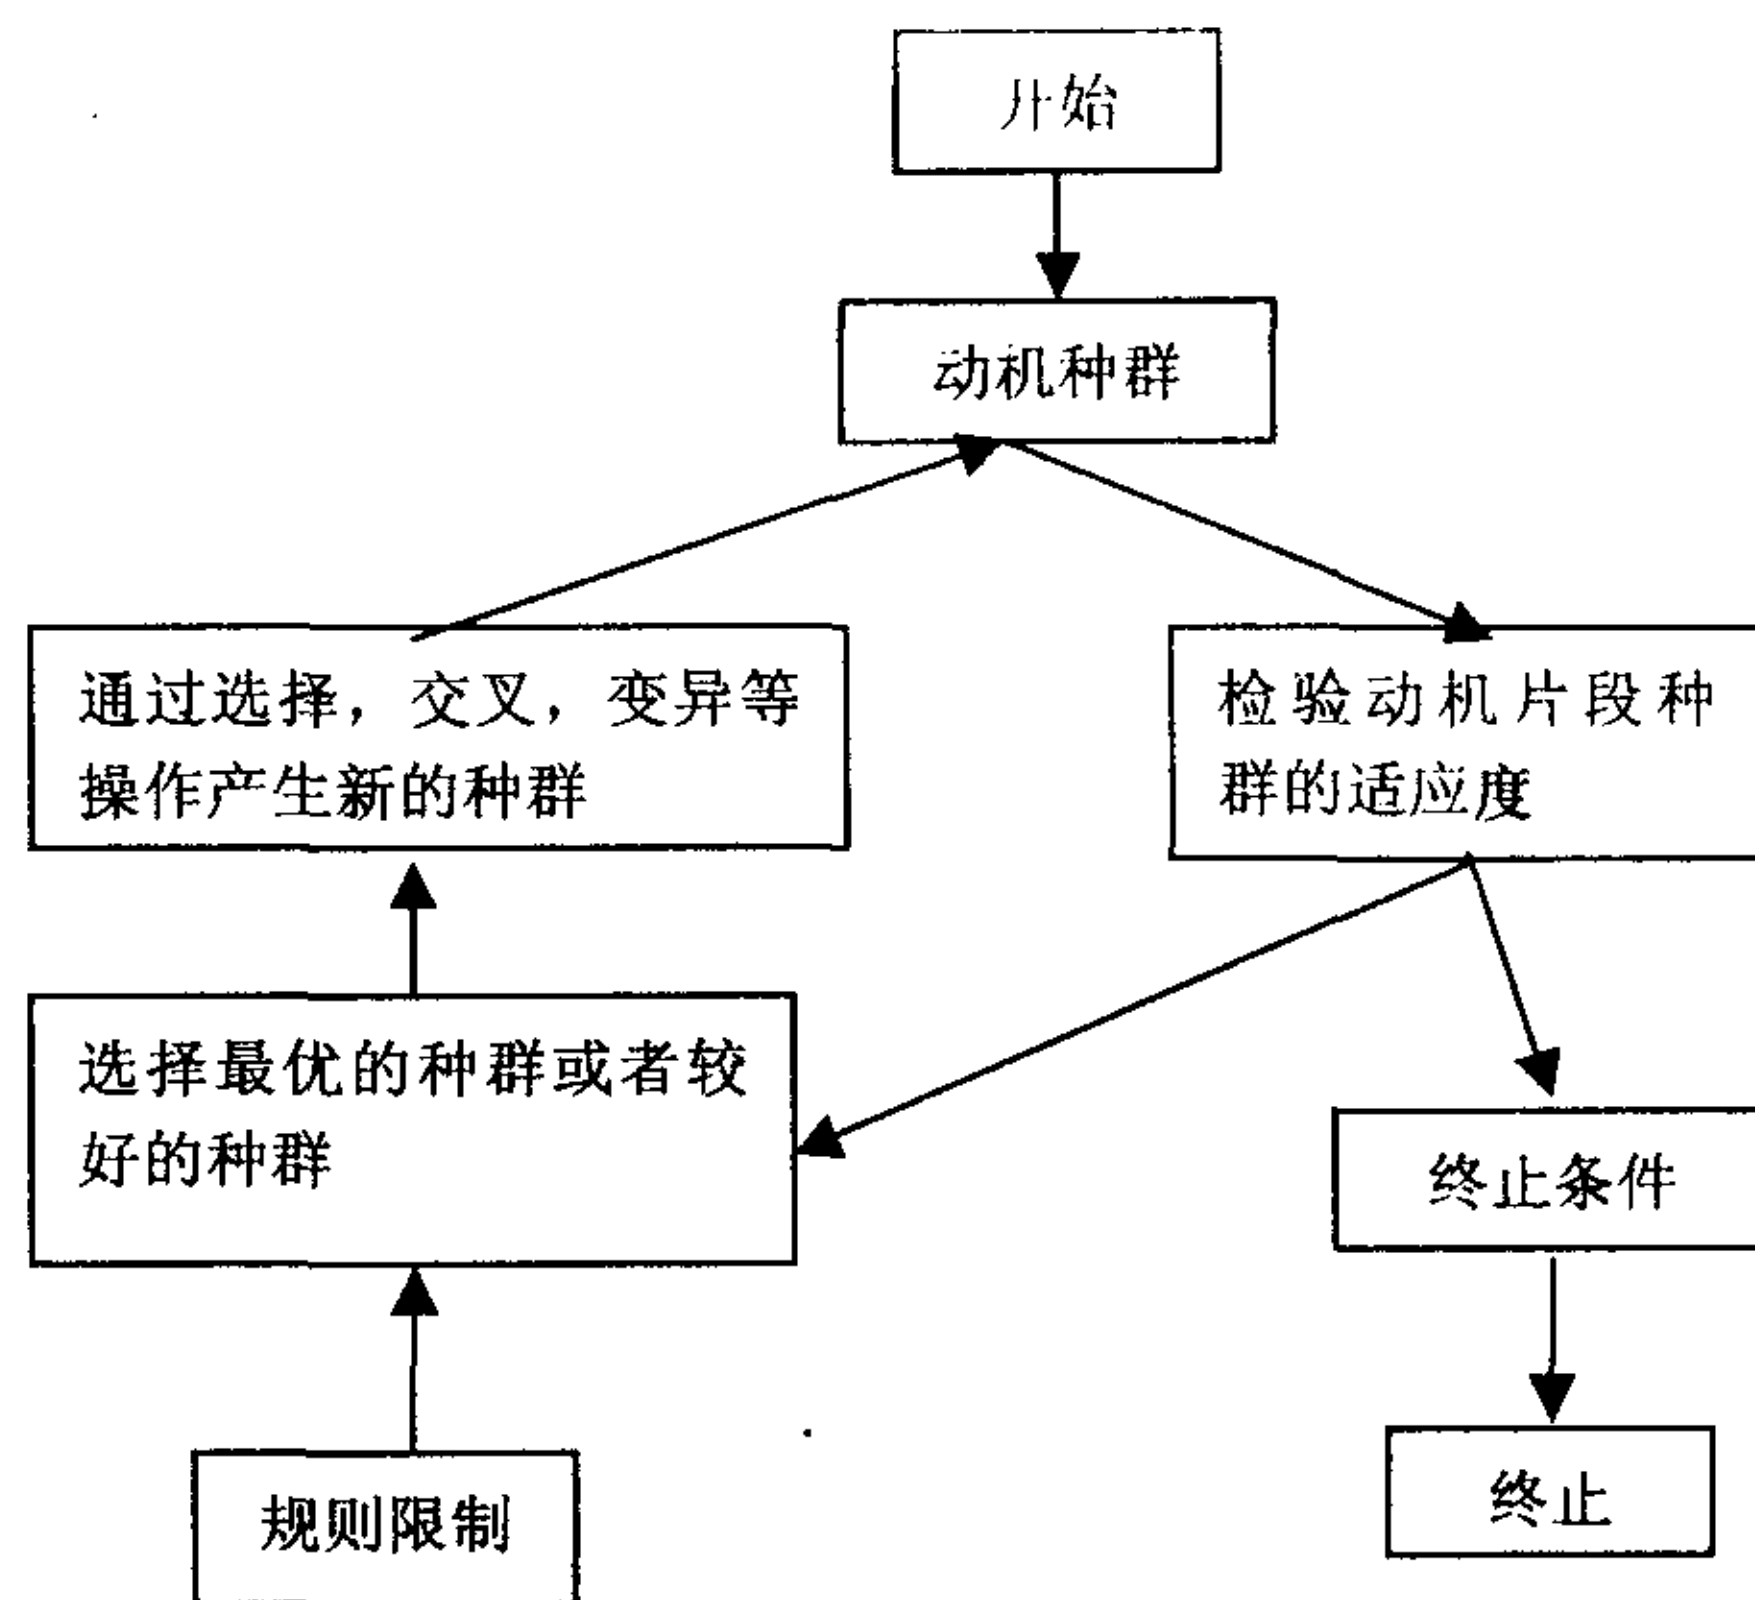 开始
动机种群
通过选择，交叉，变异等
操作产生新的种群
检验动机片段种
群的适应度
选择最优的种群或者较
好的种群
终止条件
规则限制
终止